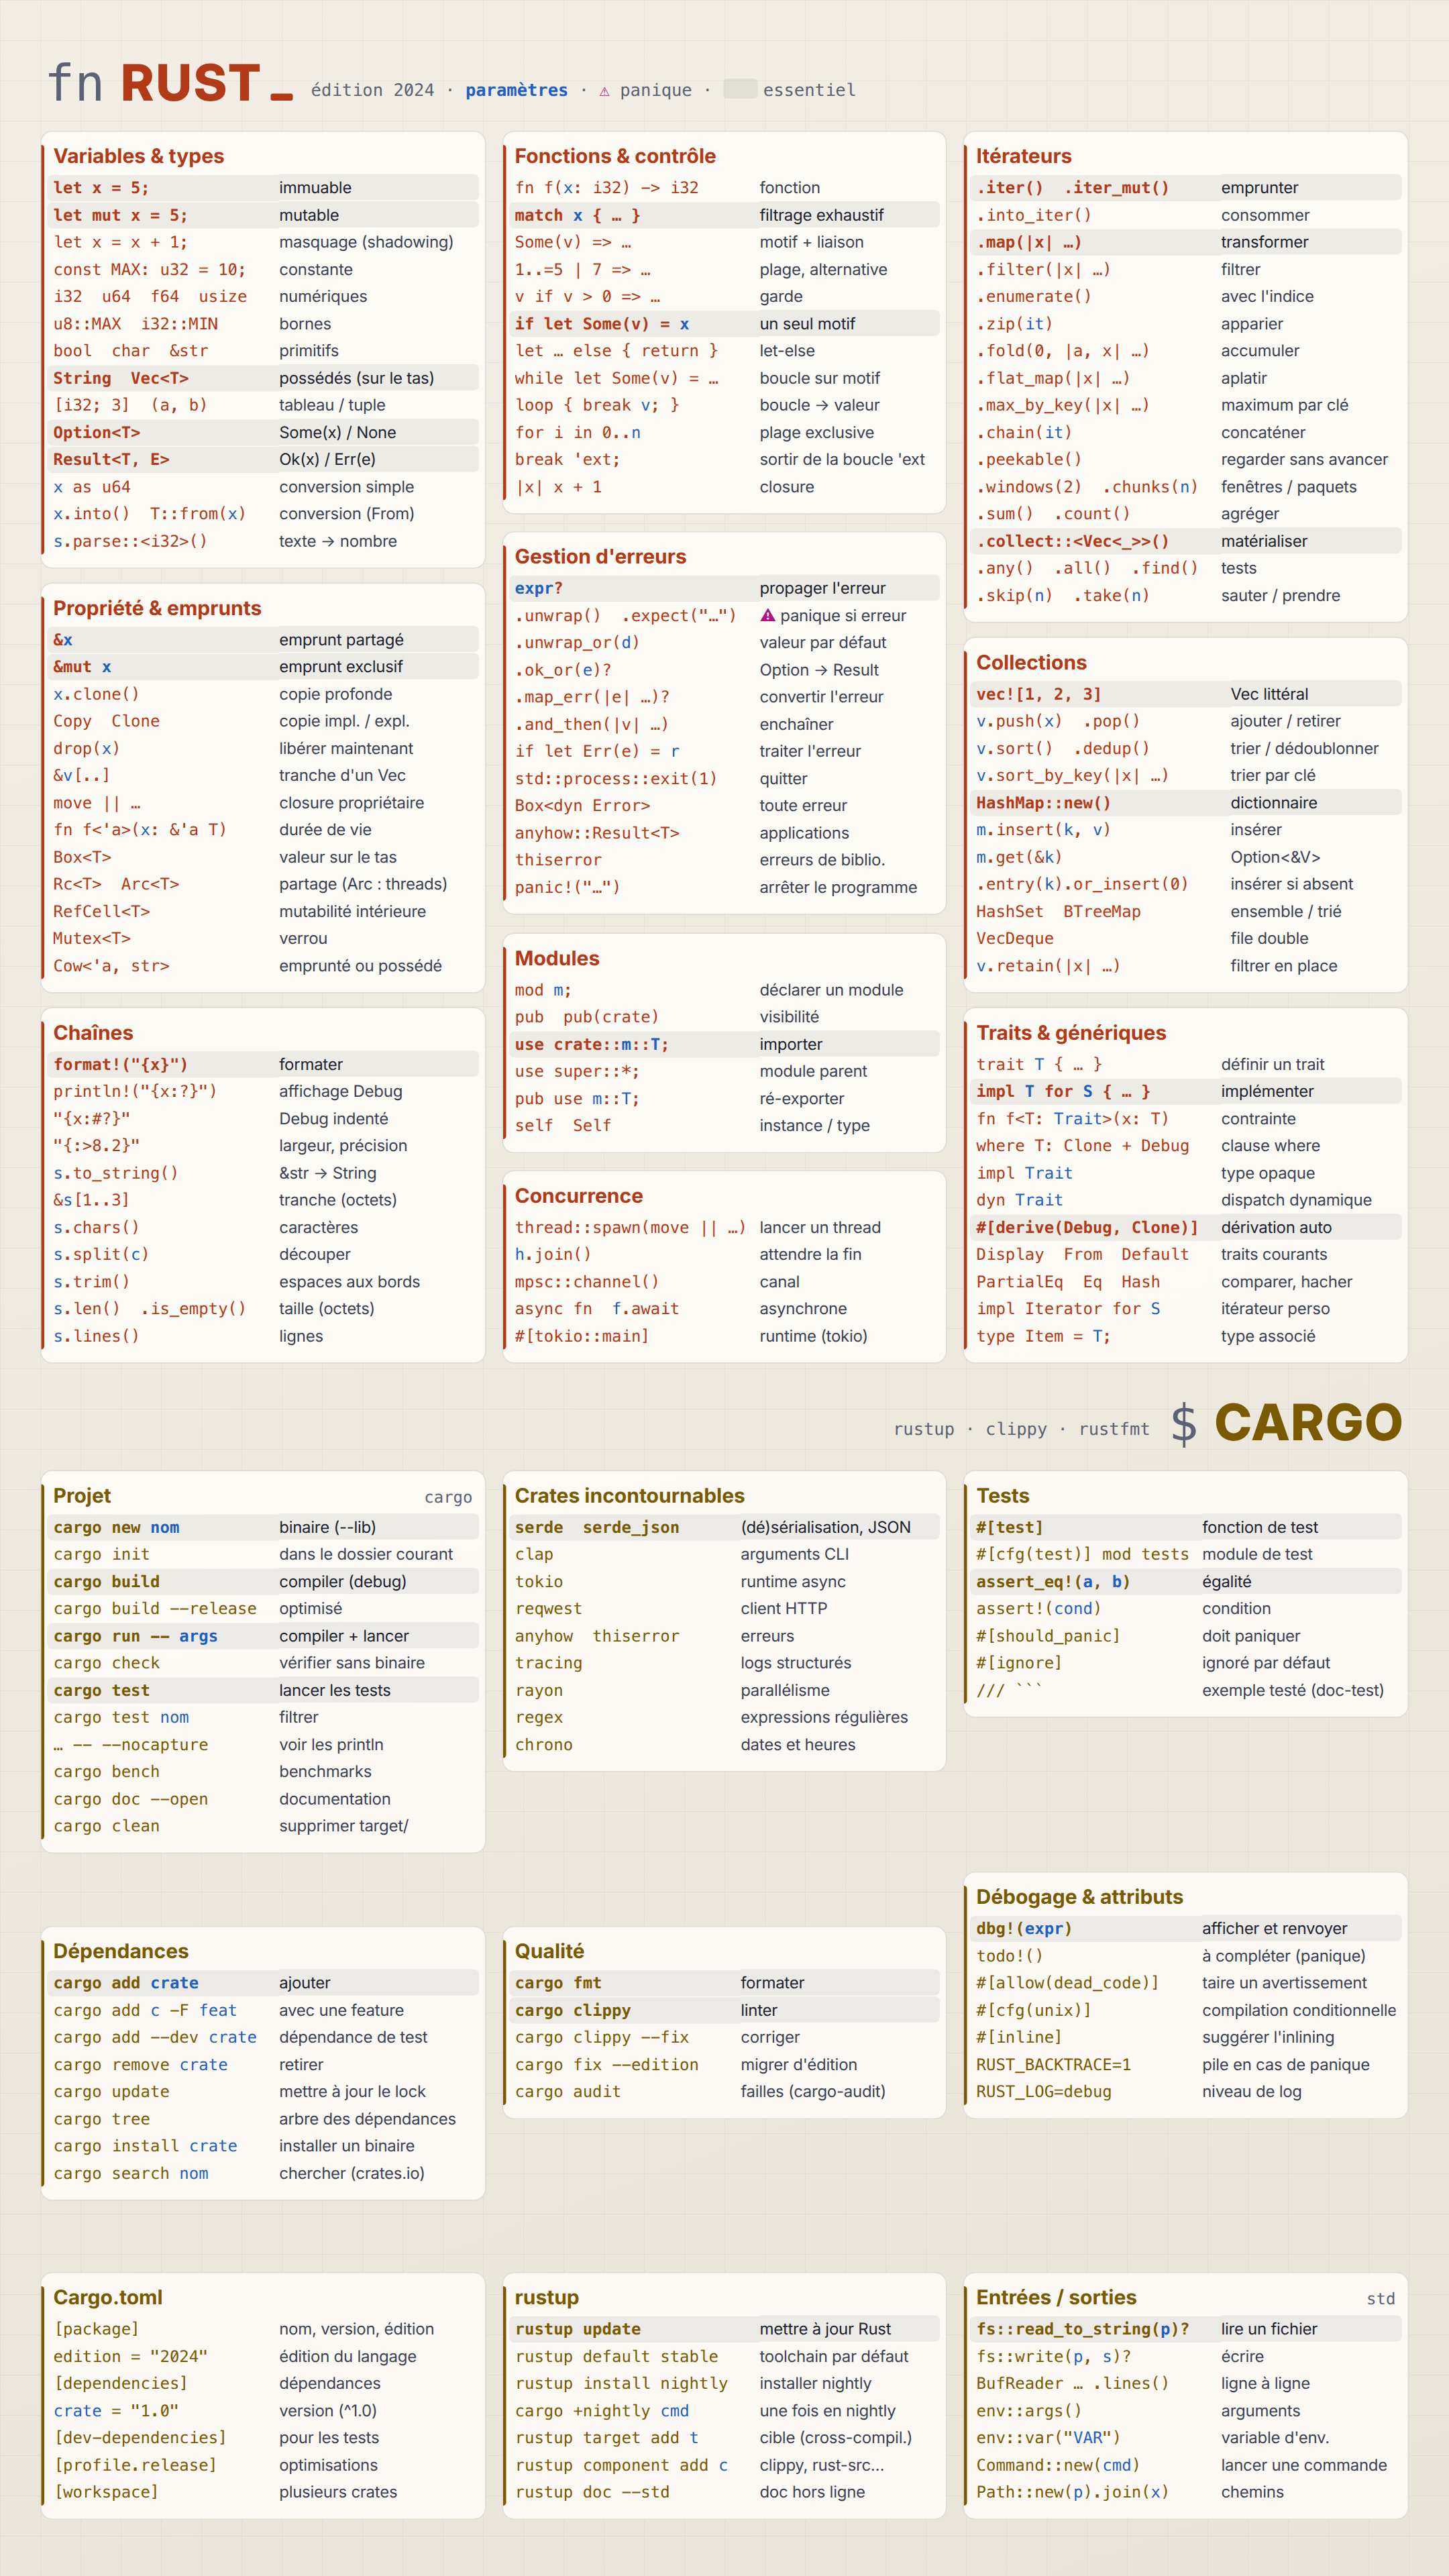 fn RUST_ édition 2024 · paramètres · ⚠ panique · essentiel
Variables & types
let x = 5; immuable
let mut x = 5; mutable
let x = x + 1; masquage (shadowing)
const MAX: u32 = 10; constante
i32 u64 f64 usize numériques
u8::MAX i32::MIN bornes
bool char &str primitifs
String Vec<T> possédés (sur le tas)
[i32; 3] (a, b) tableau / tuple
Option<T> Some(x) / None
Result<T, E> Ok(x) / Err(e)
x as u64 conversion simple
x.into() T::from(x) conversion (From)
s.parse::<i32>() texte → nombre
Propriété & emprunts
&x emprunt partagé
&mut x emprunt exclusif
x.clone() copie profonde
Copy Clone copie impl. / expl.
drop(x) libérer maintenant
&v[..] tranche d'un Vec
move || … closure propriétaire
fn f<'a>(x: &'a T) durée de vie
Box<T> valeur sur le tas
Rc<T> Arc<T> partage (Arc : threads)
RefCell<T> mutabilité intérieure
Mutex<T> verrou
Cow<'a, str> emprunté ou possédé
Chaînes
format!("{x}") formater
println!("{x:?}") affichage Debug
"{x:#?}" Debug indenté
"{:>8.2}" largeur, précision
s.to_string() &str → String
&s[1..3] tranche (octets)
s.chars() caractères
s.split(c) découper
s.trim() espaces aux bords
s.len() .is_empty() taille (octets)
s.lines() lignes
Fonctions & contrôle
fn f(x: i32) -> i32 fonction
match x { … } filtrage exhaustif
Some(v) => … motif + liaison
1..=5 | 7 => … plage, alternative
v if v > 0 => … garde
if let Some(v) = x un seul motif
let … else { return } let-else
while let Some(v) = … boucle sur motif
loop { break v; } boucle → valeur
for i in 0..n plage exclusive
break 'ext; sortir de la boucle 'ext
|x| x + 1 closure
Gestion d'erreurs
expr? propager l'erreur
.unwrap() .expect("…") ⚠ panique si erreur
.unwrap_or(d) valeur par défaut
.ok_or(e)? Option → Result
.map_err(|e| …)? convertir l'erreur
.and_then(|v| …) enchaîner
if let Err(e) = r traiter l'erreur
std::process::exit(1) quitter
Box<dyn Error> toute erreur
anyhow::Result<T> applications
thiserror erreurs de biblio.
panic!("…") arrêter le programme
Modules
mod m; déclarer un module
pub pub(crate) visibilité
use crate::m::T; importer
use super::*; module parent
pub use m::T; ré-exporter
self Self instance / type
Concurrence
thread::spawn(move || …) lancer un thread
h.join() attendre la fin
mpsc::channel() canal
async fn f.await asynchrone
#[tokio::main] runtime (tokio)
Itérateurs
.iter() .iter_mut() emprunter
.into_iter() consommer
.map(|x| …) transformer
.filter(|x| …) filtrer
.enumerate() avec l'indice
.zip(it) apparier
.fold(0, |a, x| …) accumuler
.flat_map(|x| …) aplatir
.max_by_key(|x| …) maximum par clé
.chain(it) concaténer
.peekable() regarder sans avancer
.windows(2) .chunks(n) fenêtres / paquets
.sum() .count() agréger
.collect::<Vec<_>>() matérialiser
.any() .all() .find() tests
.skip(n) .take(n) sauter / prendre
Collections
vec![1, 2, 3] Vec littéral
v.push(x) .pop() ajouter / retirer
v.sort() .dedup() trier / dédoublonner
v.sort_by_key(|x| …) trier par clé
HashMap::new() dictionnaire
m.insert(k, v) insérer
m.get(&k) Option<&V>
.entry(k).or_insert(0) insérer si absent
HashSet BTreeMap ensemble / trié
VecDeque file double
v.retain(|x| …) filtrer en place
Traits & génériques
trait T { … } définir un trait
impl T for S { … } implémenter
fn f<T: Trait>(x: T) contrainte
where T: Clone + Debug clause where
impl Trait type opaque
dyn Trait dispatch dynamique
#[derive(Debug, Clone)] dérivation auto
Display From Default traits courants
PartialEq Eq Hash comparer, hacher
impl Iterator for S itérateur perso
type Item = T; type associé
rustup · clippy · rustfmt $ CARGO
Projet cargo
cargo new nom binaire (--lib)
cargo init dans le dossier courant
cargo build compiler (debug)
cargo build --release optimisé
cargo run -- args compiler + lancer
cargo check vérifier sans binaire
cargo test lancer les tests
cargo test nom filtrer
… -- --nocapture voir les println
cargo bench benchmarks
cargo doc --open documentation
cargo clean supprimer target/
Crates incontournables
serde serde_json (dé)sérialisation, JSON
clap arguments CLI
tokio runtime async
reqwest client HTTP
anyhow thiserror erreurs
tracing logs structurés
rayon parallélisme
regex expressions régulières
chrono dates et heures
Tests
#[test] fonction de test
#[cfg(test)] mod tests module de test
assert_eq!(a, b) égalité
assert!(cond) condition
#[should_panic] doit paniquer
#[ignore] ignoré par défaut
/// ``` exemple testé (doc-test)
Dépendances
cargo add crate ajouter
cargo add c -F feat avec une feature
cargo add --dev crate dépendance de test
cargo remove crate retirer
cargo update mettre à jour le lock
cargo tree arbre des dépendances
cargo install crate installer un binaire
cargo search nom chercher (crates.io)
Qualité
cargo fmt formater
cargo clippy linter
cargo clippy --fix corriger
cargo fix --edition migrer d'édition
cargo audit failles (cargo-audit)
Débogage & attributs
dbg!(expr) afficher et renvoyer
todo!() à compléter (panique)
#[allow(dead_code)] taire un avertissement
#[cfg(unix)] compilation conditionnelle
#[inline] suggérer l'inlining
RUST_BACKTRACE=1 pile en cas de panique
RUST_LOG=debug niveau de log
Cargo.toml
[package] nom, version, édition
edition = "2024" édition du langage
[dependencies] dépendances
crate = "1.0" version (^1.0)
[dev-dependencies] pour les tests
[profile.release] optimisations
[workspace] plusieurs crates
rustup
rustup update mettre à jour Rust
rustup default stable toolchain par défaut
rustup install nightly installer nightly
cargo +nightly cmd une fois en nightly
rustup target add t cible (cross-compil.)
rustup component add c clippy, rust-src…
rustup doc --std doc hors ligne
Entrées / sorties std
fs::read_to_string(p)? lire un fichier
fs::write(p, s)? écrire
BufReader … .lines() ligne à ligne
env::args() arguments
env::var("VAR") variable d'env.
Command::new(cmd) lancer une commande
Path::new(p).join(x) chemins